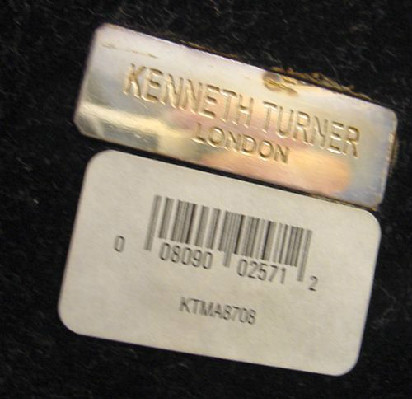 KENNETH TURNER
LONDON
0 08090 02571 2
KTMA8708